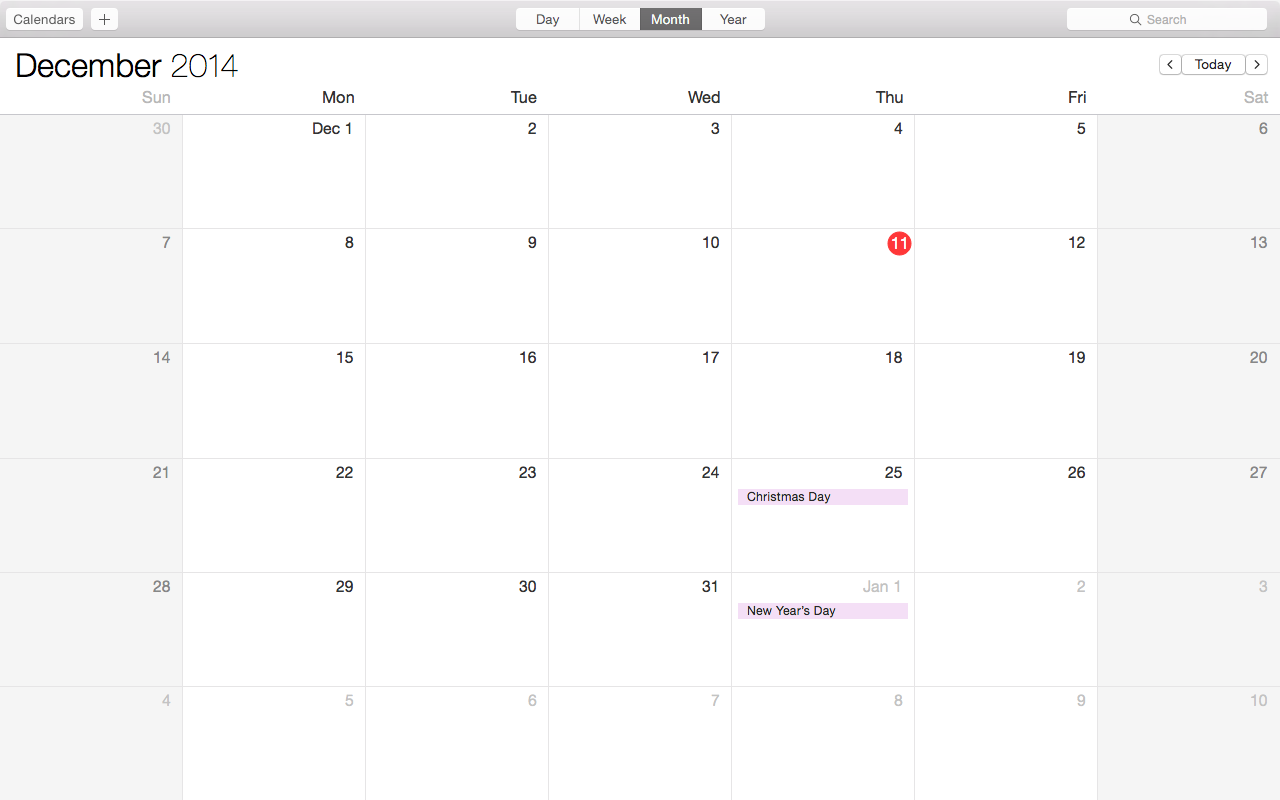 Calendars + Day Week Month Year Search
December 2014 < Today >
Sun Mon Tue Wed Thu Fri Sat
30 Dec 1 2 3 4 5 6
7 8 9 10 11 12 13
14 15 16 17 18 19 20
21 22 23 24 25 26 27
Christmas Day
28 29 30 31 Jan 1 2 3
New Year’s Day
4 5 6 7 8 9 10